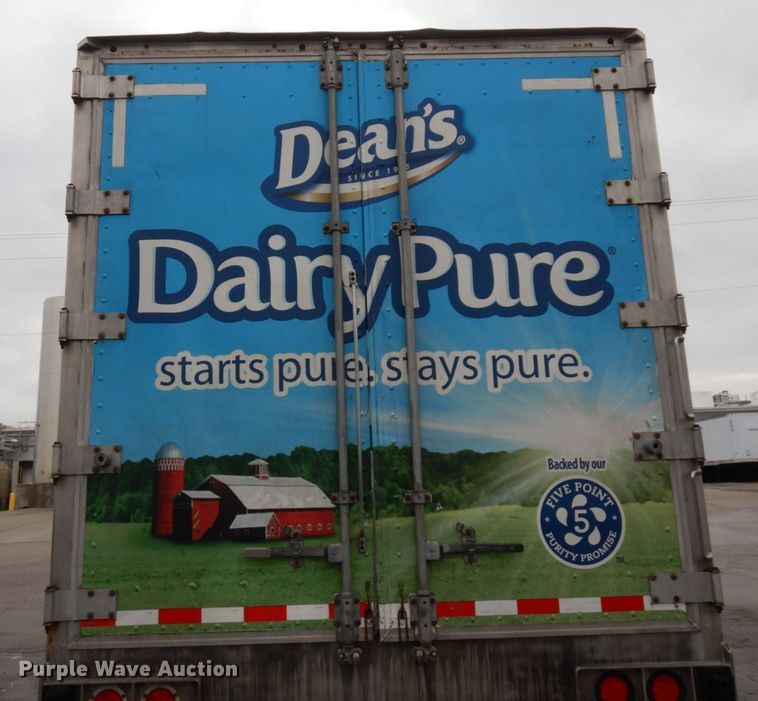 Dean's®
SINCE 19
DairyPure®
starts pure. stays pure.
Backed by our
FIVE POINT
5
PURITY PROMISE
TM
Purple Wave Auction